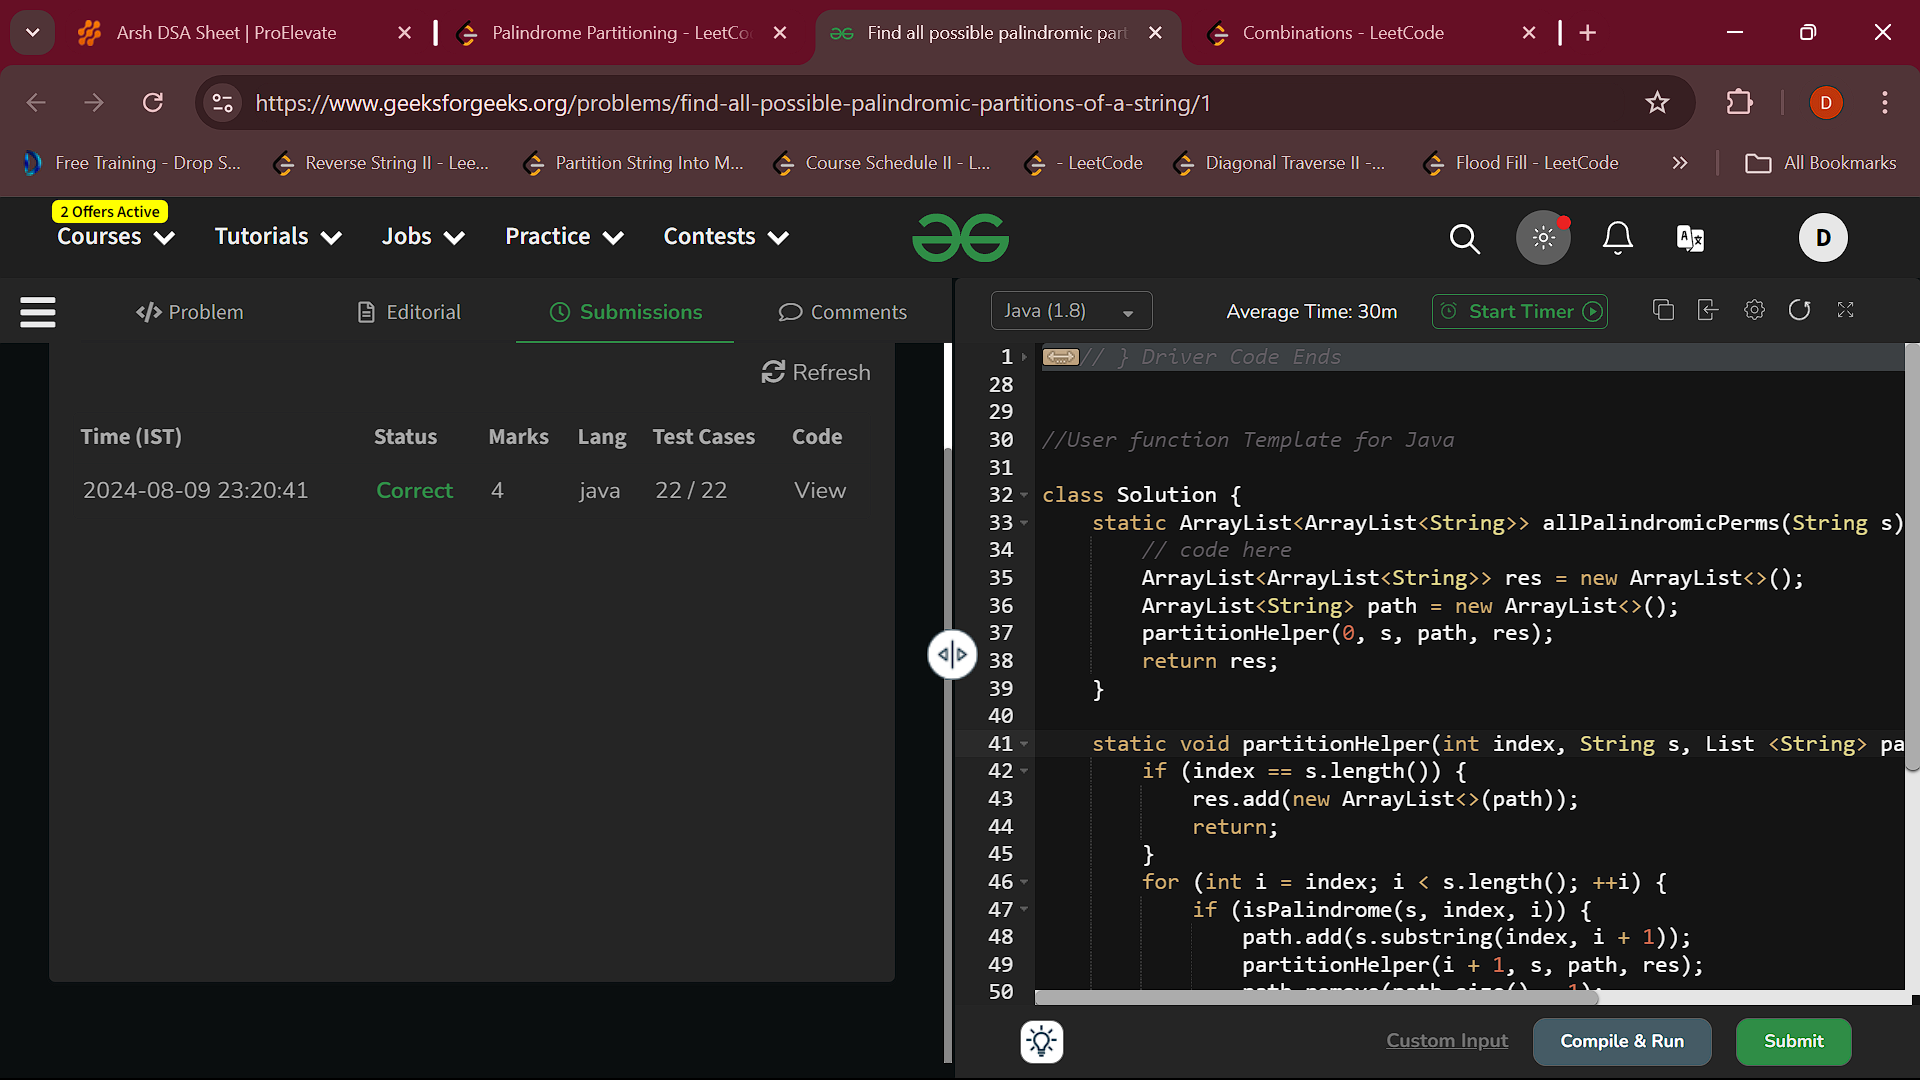 Arsh DSA Sheet | ProElevate
Palindrome Partitioning - LeetCo
Find all possible palindromic part
Combinations - LeetCode
https://www.geeksforgeeks.org/problems/find-all-possible-palindromic-partitions-of-a-string/1
D
Free Training - Drop S...
Reverse String II - Lee...
Partition String Into M...
Course Schedule II - L...
- LeetCode
Diagonal Traverse II -...
Flood Fill - LeetCode
All Bookmarks
2 Offers Active
Courses
Tutorials
Jobs
Practice
Contests
D
</> Problem
Editorial
Submissions
Comments
Java (1.8)
Average Time: 30m
Start Timer
Refresh
Time (IST) Status Marks Lang Test Cases Code
2024-08-09 23:20:41 Correct 4 java 22 / 22 View
1 // } Driver Code Ends
28
29
30 //User function Template for Java
31
32 class Solution {
33 static ArrayList<ArrayList<String>> allPalindromicPerms(String s)
34 // code here
35 ArrayList<ArrayList<String>> res = new ArrayList<>();
36 ArrayList<String> path = new ArrayList<>();
37 partitionHelper(0, s, path, res);
38 return res;
39 }
40
41 static void partitionHelper(int index, String s, List <String> pa
42 if (index == s.length()) {
43 res.add(new ArrayList<>(path));
44 return;
45 }
46 for (int i = index; i < s.length(); ++i) {
47 if (isPalindrome(s, index, i)) {
48 path.add(s.substring(index, i + 1));
49 partitionHelper(i + 1, s, path, res);
50 path.remove(path.size() - 1);
Custom Input
Compile & Run
Submit